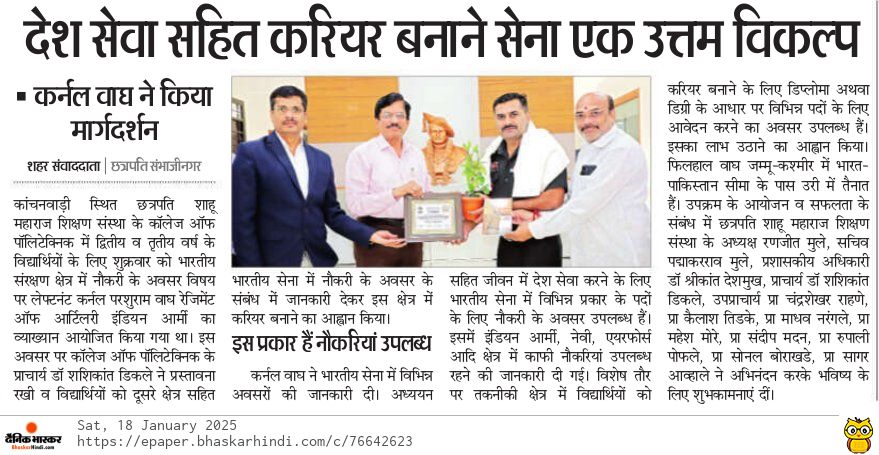 देश सेवा सहित करियर बनाने सेना एक उत्तम विकल्प
▪ कर्नल वाघ ने किया
मार्गदर्शन
शहर संवाददाता | छत्रपति संभाजीनगर
कांचनवाड़ी स्थित छत्रपति शाहू
महाराज शिक्षण संस्था के कॉलेज ऑफ
पॉलिटेक्निक में द्वितीय व तृतीय वर्ष के
विद्यार्थियों के लिए शुक्रवार को भारतीय
संरक्षण क्षेत्र में नौकरी के अवसर विषय
पर लेफ्टनंट कर्नल परशुराम वाघ रेजिमेंट
ऑफ आर्टिलरी इंडियन आर्मी का
व्याख्यान आयोजित किया गया था। इस
अवसर पर कॉलेज ऑफ पॉलिटेक्निक के
प्राचार्य डॉ शशिकांत डिकले ने प्रस्तावना
रखी व विद्यार्थियों को दूसरे क्षेत्र सहित
भारतीय सेना में नौकरी के अवसर के
संबंध में जानकारी देकर इस क्षेत्र में
करियर बनाने का आह्वान किया।
इस प्रकार हैं नौकरियां उपलब्ध
कर्नल वाघ ने भारतीय सेना में विभिन्न
अवसरों की जानकारी दी। अध्ययन
सहित जीवन में देश सेवा करने के लिए
भारतीय सेना में विभिन्न प्रकार के पदों
के लिए नौकरी के अवसर उपलब्ध हैं।
इसमें इंडियन आर्मी, नेवी, एयरफोर्स
आदि क्षेत्र में काफी नौकरियां उपलब्ध
रहने की जानकारी दी गई। विशेष तौर
पर तकनीकी क्षेत्र में विद्यार्थियों को
करियर बनाने के लिए डिप्लोमा अथवा
डिग्री के आधार पर विभिन्न पदों के लिए
आवेदन करने का अवसर उपलब्ध हैं।
इसका लाभ उठाने का आह्वान किया।
फिलहाल वाघ जम्मू-कश्मीर में भारत-
पाकिस्तान सीमा के पास उरी में तैनात
हैं। उपक्रम के आयोजन व सफलता के
संबंध में छत्रपति शाहू महाराज शिक्षण
संस्था के अध्यक्ष रणजीत मुले, सचिव
पद्माकरराव मुले, प्रशासकीय अधिकारी
डॉ श्रीकांत देशमुख, प्राचार्य डॉ शशिकांत
डिकले, उपप्राचार्य प्रा चंद्रशेखर राहणे,
प्रा कैलाश तिडके, प्रा माधव नरंगले, प्रा
महेश मोरे, प्रा संदीप मदन, प्रा रुपाली
पोफले, प्रा सोनल बोराखडे, प्रा सागर
आव्हाले ने अभिनंदन करके भविष्य के
लिए शुभकामनाएं दीं।
दैनिक भास्कर
BhaskarHindi.com
Sat, 18 January 2025
https://epaper.bhaskarhindi.com/c/76642623